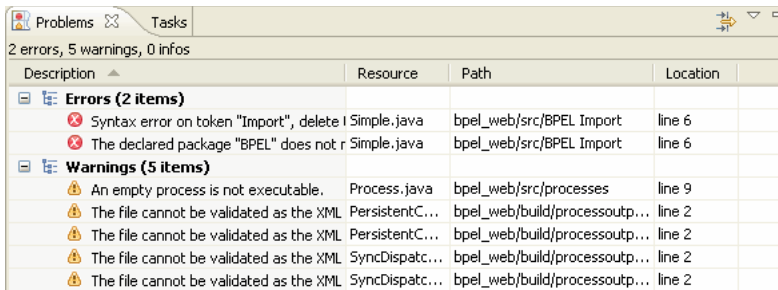 Problems Tasks
2 errors, 5 warnings, 0 infos
Description Resource Path Location
Errors (2 items)
Syntax error on token "Import", delete Simple.java bpel_web/src/BPEL Import line 6
The declared package "BPEL" does not Simple.java bpel_web/src/BPEL Import line 6
Warnings (5 items)
An empty process is not executable. Process.java bpel_web/src/processes line 9
The file cannot be validated as the XML PersistentC... bpel_web/build/processoutp... line 2
The file cannot be validated as the XML PersistentC... bpel_web/build/processoutp... line 2
The file cannot be validated as the XML SyncDispatc... bpel_web/build/processoutp... line 2
The file cannot be validated as the XML SyncDispatc... bpel_web/build/processoutp... line 2